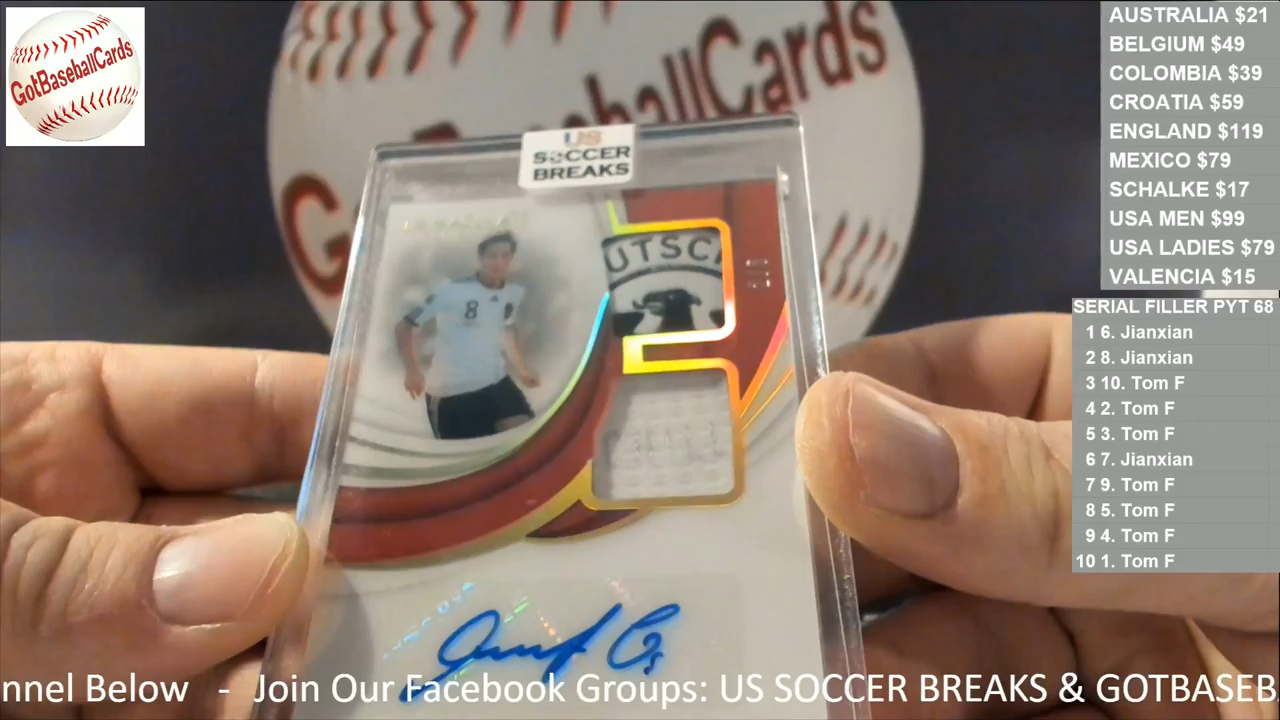 GotBaseballCards
BaseballCards
G
US
SOCCER
BREAKS
UTSC
8
AUSTRALIA $21
BELGIUM $49
COLOMBIA $39
CROATIA $59
ENGLAND $119
MEXICO $79
SCHALKE $17
USA MEN $99
USA LADIES $79
VALENCIA $15
SERIAL FILLER PYT 68
1 6. Jianxian
2 8. Jianxian
3 10. Tom F
4 2. Tom F
5 3. Tom F
6 7. Jianxian
7 9. Tom F
8 5. Tom F
9 4. Tom F
10 1. Tom F
nnel Below - Join Our Facebook Groups: US SOCCER BREAKS & GOTBASEB